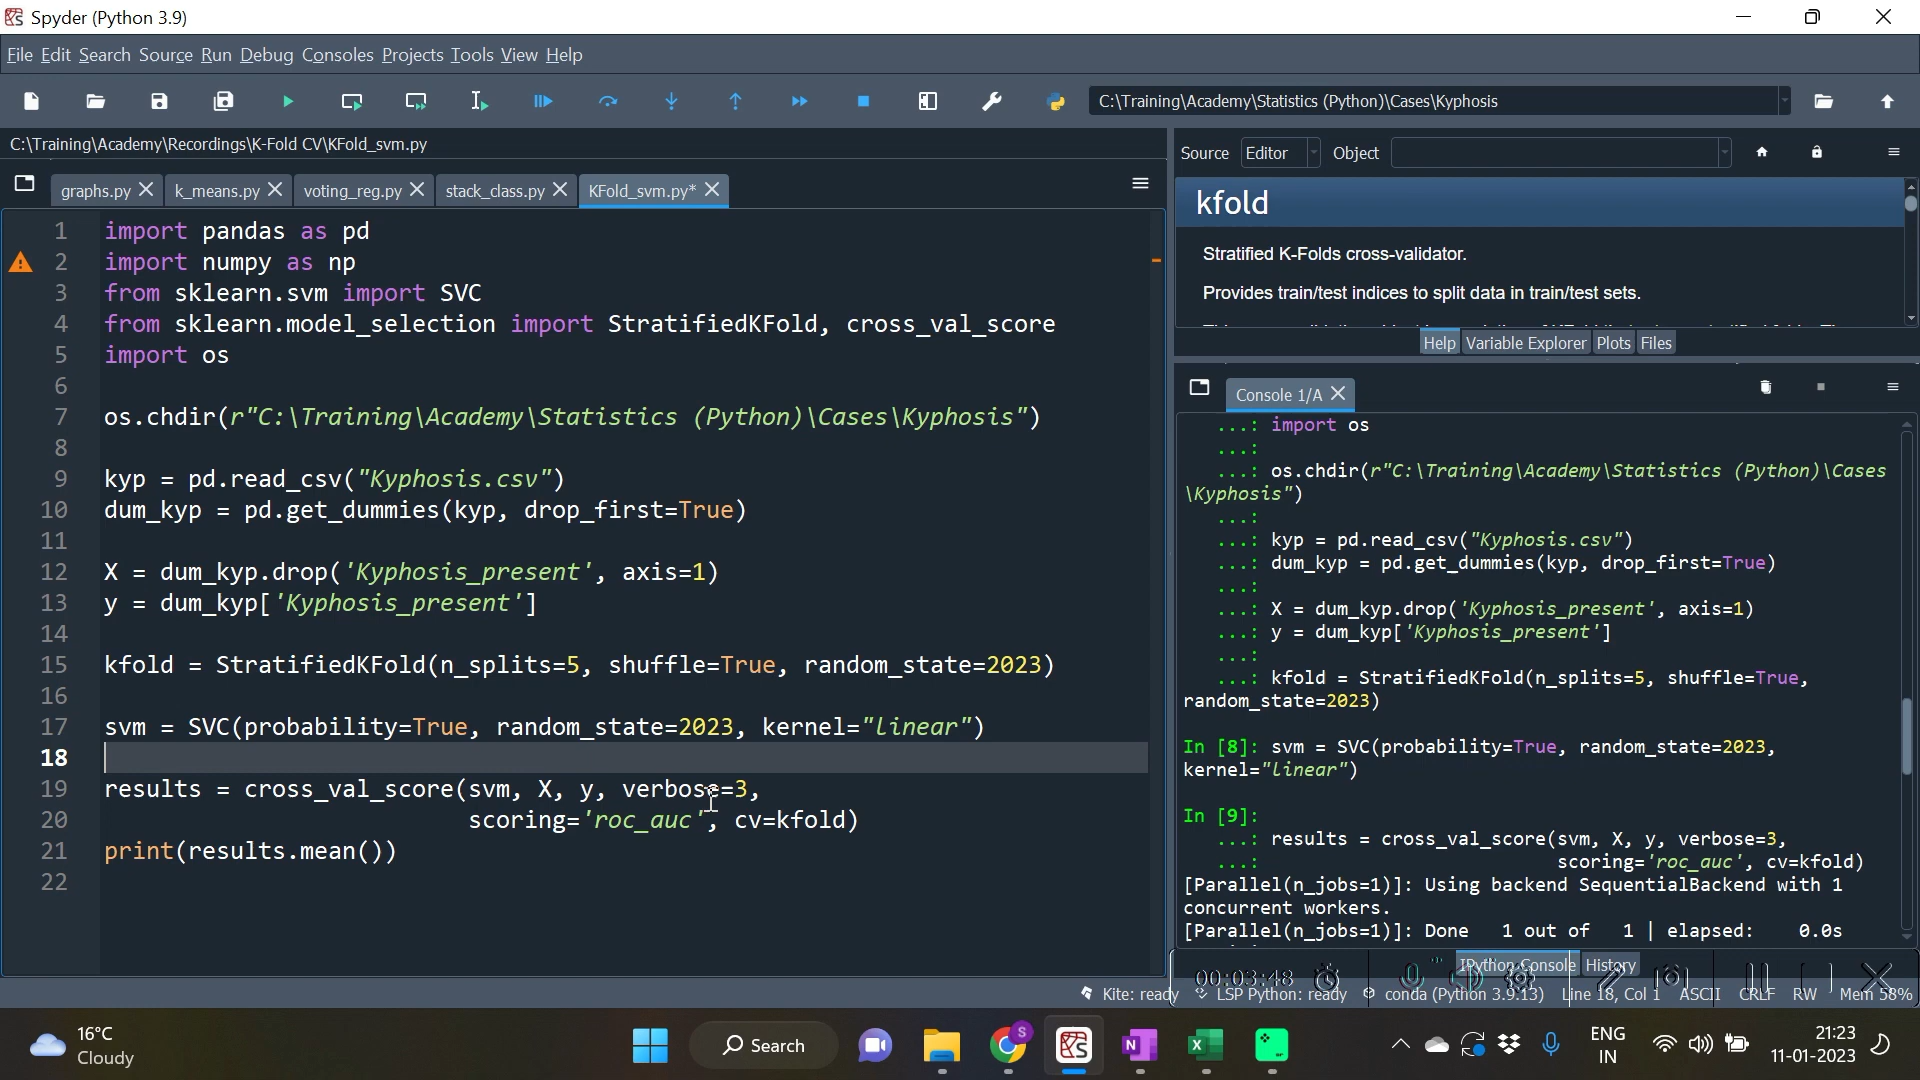 Spyder (Python 3.9)
File Edit Search Source Run Debug Consoles Projects Tools View Help
C:\Training\Academy\Statistics (Python)\Cases\Kyphosis
C:\Training\Academy\Recordings\K-Fold CV\KFold_svm.py
graphs.py k_means.py voting_reg.py stack_class.py KFold_svm.py*
1 import pandas as pd
2 import numpy as np
3 from sklearn.svm import SVC
4 from sklearn.model_selection import StratifiedKFold, cross_val_score
5 import os
6
7 os.chdir(r"C:\Training\Academy\Statistics (Python)\Cases\Kyphosis")
8
9 kyp = pd.read_csv("Kyphosis.csv")
10 dum_kyp = pd.get_dummies(kyp, drop_first=True)
11
12 X = dum_kyp.drop('Kyphosis_present', axis=1)
13 y = dum_kyp['Kyphosis_present']
14
15 kfold = StratifiedKFold(n_splits=5, shuffle=True, random_state=2023)
16
17 svm = SVC(probability=True, random_state=2023, kernel="linear")
18
19 results = cross_val_score(svm, X, y, verbose=3,
20 scoring='roc_auc', cv=kfold)
21 print(results.mean())
22
Source Editor Object
kfold
Stratified K-Folds cross-validator.
Provides train/test indices to split data in train/test sets.
Help Variable Explorer Plots Files
Console 1/A
...: import os
...:
...: os.chdir(r"C:\Training\Academy\Statistics (Python)\Cases
\Kyphosis")
...:
...: kyp = pd.read_csv("Kyphosis.csv")
...: dum_kyp = pd.get_dummies(kyp, drop_first=True)
...:
...: X = dum_kyp.drop('Kyphosis_present', axis=1)
...: y = dum_kyp['Kyphosis_present']
...:
...: kfold = StratifiedKFold(n_splits=5, shuffle=True,
random_state=2023)
In [8]: svm = SVC(probability=True, random_state=2023,
kernel="linear")
In [9]:
...: results = cross_val_score(svm, X, y, verbose=3,
...: scoring='roc_auc', cv=kfold)
[Parallel(n_jobs=1)]: Using backend SequentialBackend with 1
concurrent workers.
[Parallel(n_jobs=1)]: Done 1 out of 1 | elapsed: 0.0s
IPython Console History
00:03:48
Kite: ready LSP Python: ready conda (Python 3.9.13) Line 18, Col 1 ASCII CRLF RW Mem 58%
16°C
Cloudy
Search
ENG
IN
21:23
11-01-2023